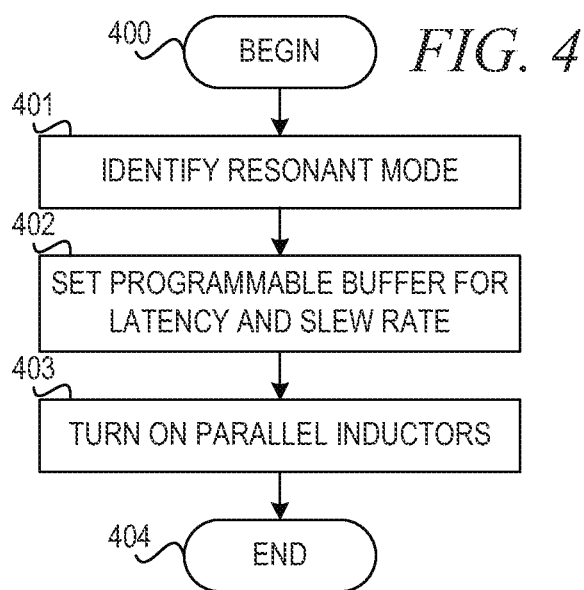 400
BEGIN
FIG. 4
401
IDENTIFY RESONANT MODE
402
SET PROGRAMMABLE BUFFER FOR
LATENCY AND SLEW RATE
403
TURN ON PARALLEL INDUCTORS
404
END